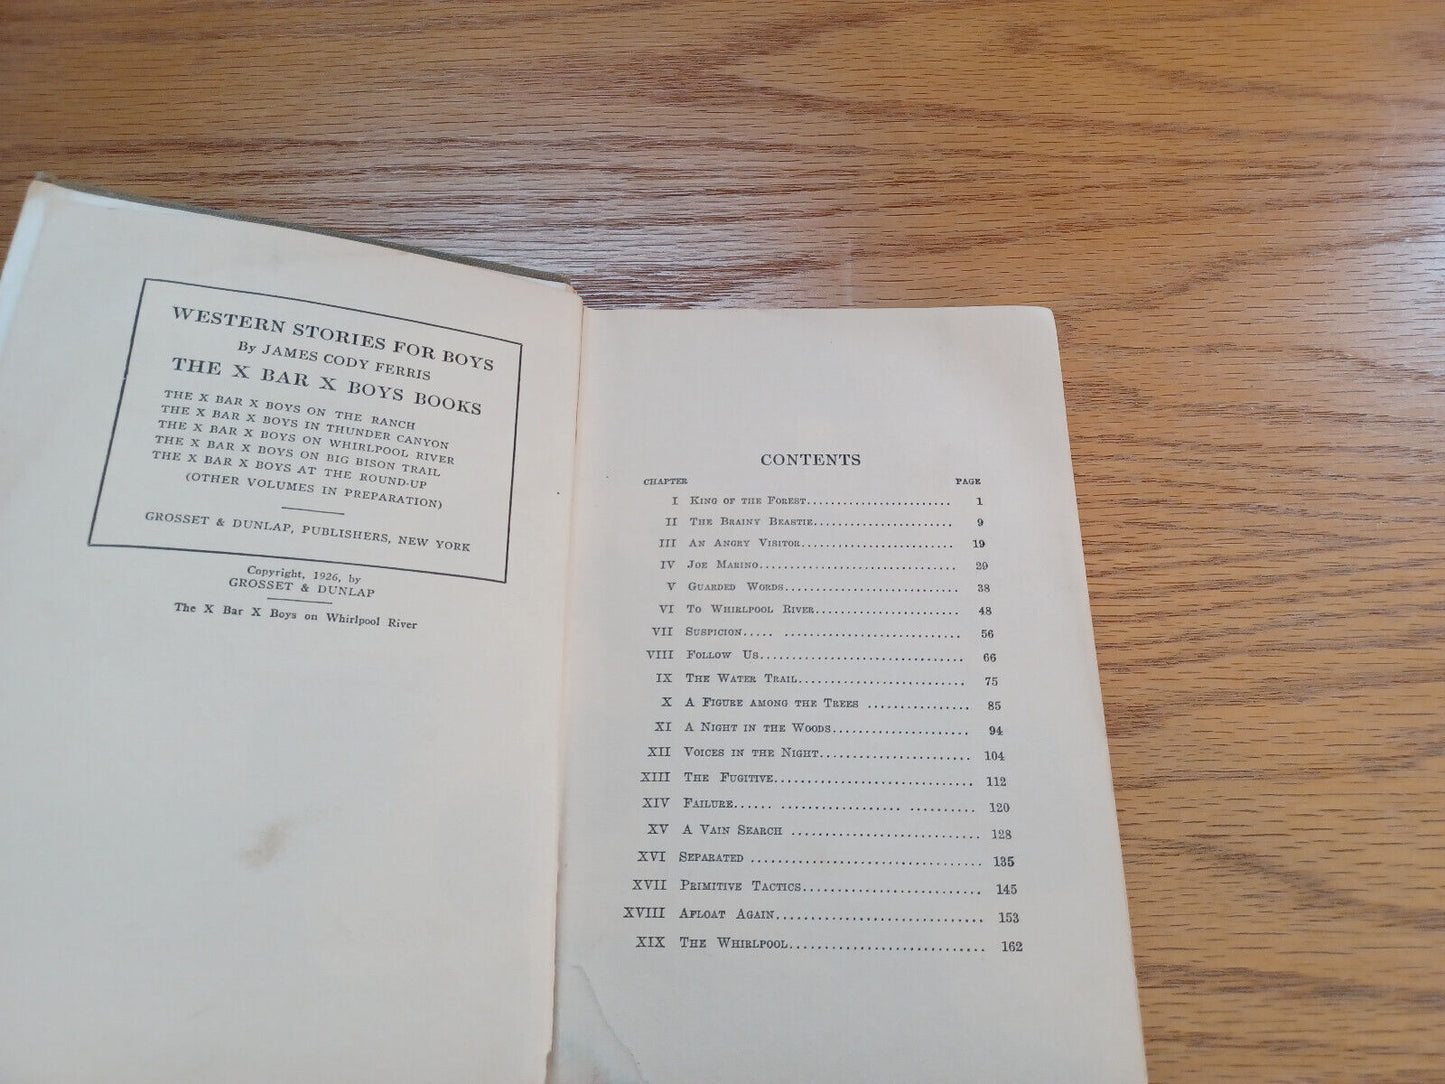 WESTERN STORIES FOR BOYS
By JAMES CODY FERRIS
THE X BAR X BOYS BOOKS
THE X BAR X BOYS ON THE RANCH
THE X BAR X BOYS IN THUNDER CANYON
THE X BAR X BOYS ON WHIRLPOOL RIVER
THE X BAR X BOYS ON BIG BISON TRAIL
THE X BAR X BOYS AT THE ROUND-UP
(OTHER VOLUMES IN PREPARATION)
GROSSET & DUNLAP, PUBLISHERS, NEW YORK
Copyright, 1926, by
GROSSET & DUNLAP
The X Bar X Boys on Whirlpool River
CONTENTS
CHAPTER PAGE
I King of the Forest 1
II The Brainy Beastie 9
III An Angry Visitor 19
IV Joe Marino 29
V Guarded Words 38
VI To Whirlpool River 48
VII Suspicion 56
VIII Follow Us 66
IX The Water Trail 75
X A Figure among the Trees 85
XI A Night in the Woods 94
XII Voices in the Night 104
XIII The Fugitive 112
XIV Failure 120
XV A Vain Search 128
XVI Separated 135
XVII Primitive Tactics 145
XVIII Afloat Again 153
XIX The Whirlpool 162